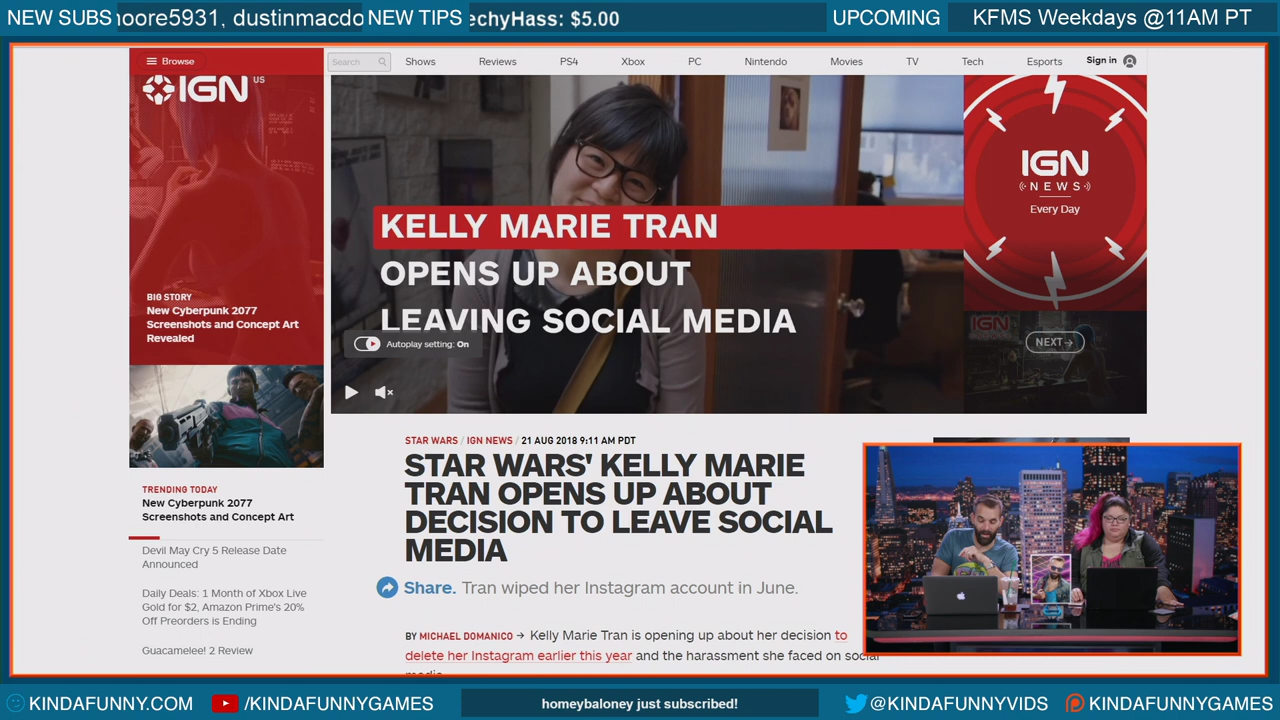 NEW SUBS
dustinmacdo
NEW TIPS
echyHass: $5.00
UPCOMING
KFMS Weekdays @11AM PT
Browse
Search
Shows
Reviews
PS4
Xbox
PC
Nintendo
Movies
TV
Tech
Esports
Sign in
IGN US
BIG STORY
New Cyberpunk 2077
Screenshots and Concept Art
Revealed
KELLY MARIE TRAN
OPENS UP ABOUT
LEAVING SOCIAL MEDIA
Autoplay setting: On
IGN
NEWS
Every Day
IGN
NEXT→
TRENDING TODAY
New Cyberpunk 2077
Screenshots and Concept Art
Devil May Cry 5 Release Date
Announced
Daily Deals: 1 Month of Xbox Live
Gold for $2, Amazon Prime's 20%
Off Preorders is Ending
Guacamelee! 2 Review
STAR WARS / IGN NEWS / 21 AUG 2018 9:11 AM PDT
STAR WARS' KELLY MARIE
TRAN OPENS UP ABOUT
DECISION TO LEAVE SOCIAL
MEDIA
Share. Tran wiped her Instagram account in June.
BY MICHAEL DOMANICO → Kelly Marie Tran is opening up about her decision to
delete her Instagram earlier this year and the harassment she faced on social
KINDAFUNNY.COM
/KINDAFUNNYGAMES
homeybaloney just subscribed!
@KINDAFUNNYVIDS
KINDAFUNNYGAMES